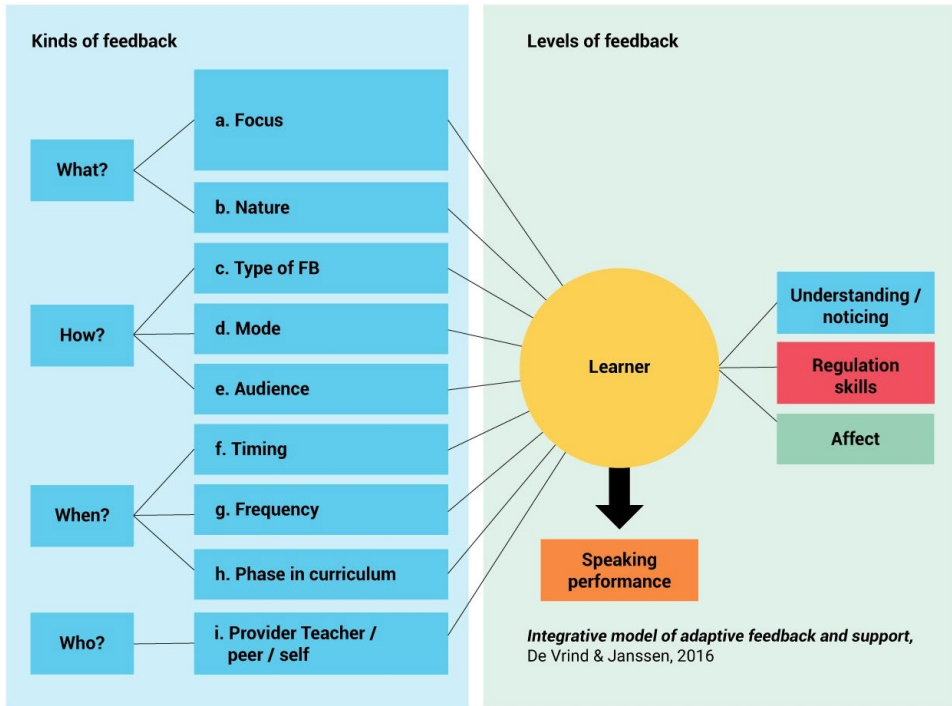 Kinds of feedback
What?
a. Focus
b. Nature
How?
c. Type of FB
d. Mode
e. Audience
When?
f. Timing
g. Frequency
h. Phase in curriculum
Who?
i. Provider Teacher /
peer / self
Levels of feedback
Learner
Understanding /
noticing
Regulation
skills
Affect
Speaking
performance
Integrative model of adaptive feedback and support,
De Vrind & Janssen, 2016